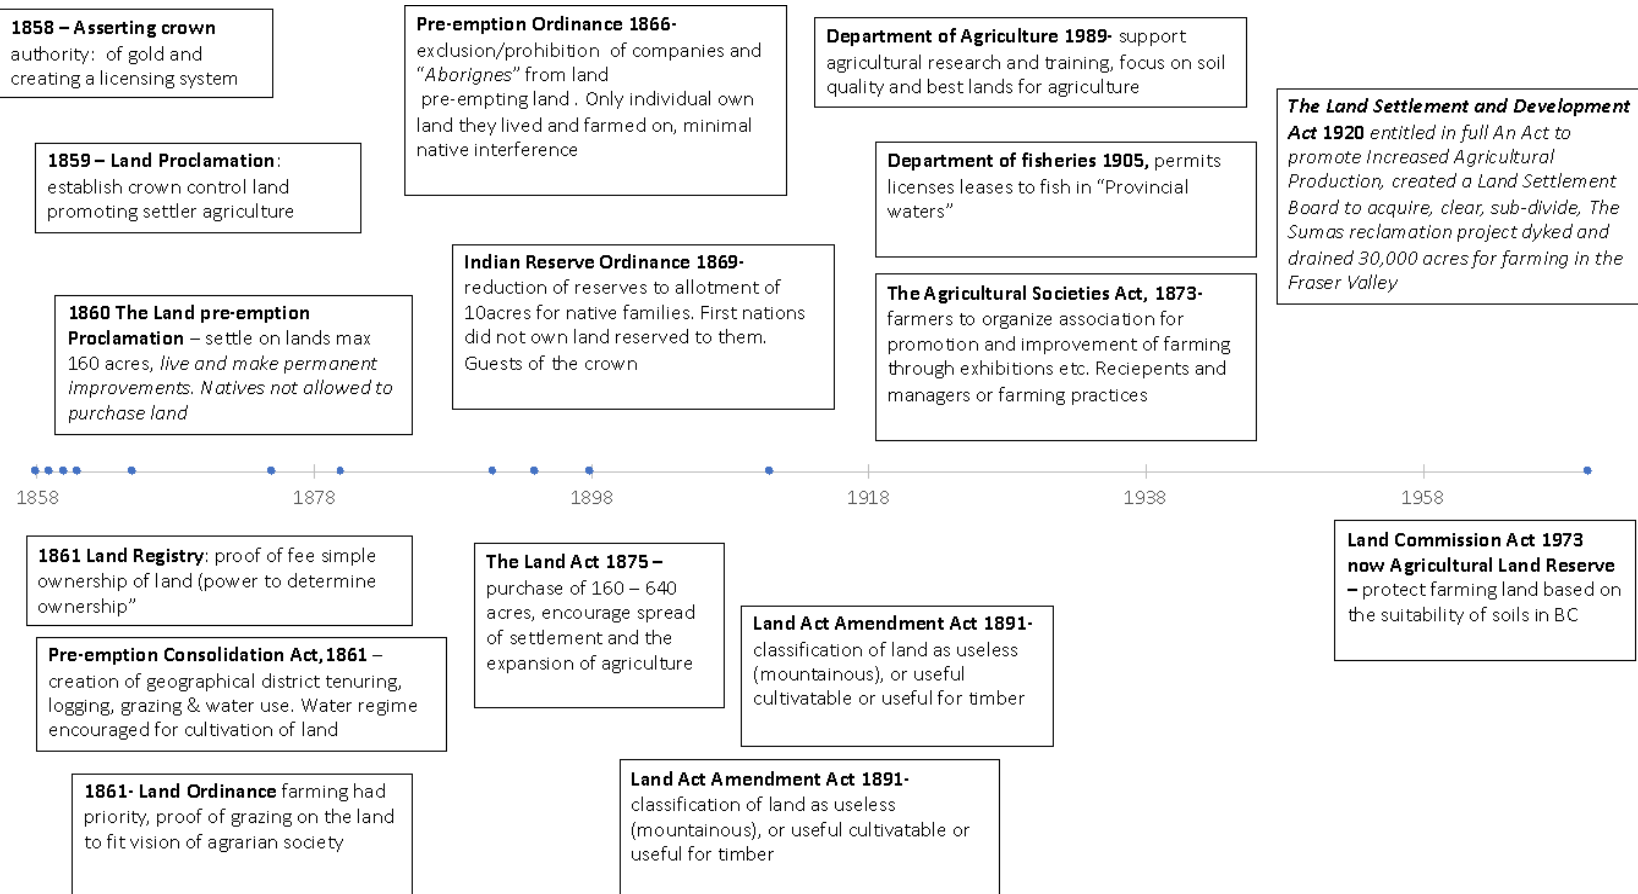 1858 – Asserting crown
authority:  of gold and
creating a licensing system
1859 – Land Proclamation:
establish crown control land
promoting settler agriculture
1860 The Land pre-emption
Proclamation – settle on lands max
160 acres, live and make permanent
improvements. Natives not allowed to
purchase land
Pre-emption Ordinance 1866-
exclusion/prohibition  of companies and
“Aborignes” from land
pre-empting land . Only individual own
land they lived and farmed on, minimal
native interference
Indian Reserve Ordinance 1869-
reduction of reserves to allotment of
10acres for native families. First nations
did not own land reserved to them.
Guests of the crown
Department of Agriculture 1989- support
agricultural research and training, focus on soil
quality and best lands for agriculture
Department of fisheries 1905, permits
licenses leases to fish in “Provincial
waters”
The Agricultural Societies Act, 1873-
farmers to organize association for
promotion and improvement of farming
through exhibitions etc. Reciepents and
managers or farming practices
The Land Settlement and Development
Act 1920 entitled in full An Act to
promote Increased Agricultural
Production, created a Land Settlement
Board to acquire, clear, sub-divide, The
Sumas reclamation project dyked and
drained 30,000 acres for farming in the
Fraser Valley
1858 1878 1898 1918 1938 1958
1861 Land Registry: proof of fee simple
ownership of land (power to determine
ownership”
Pre-emption Consolidation Act,1861 –
creation of geographical district tenuring,
logging, grazing & water use. Water regime
encouraged for cultivation of land
1861- Land Ordinance farming had
priority, proof of grazing on the land
to fit vision of agrarian society
The Land Act 1875 –
purchase of 160 – 640
acres, encourage spread
of settlement and the
expansion of agriculture
Land Act Amendment Act 1891-
classification of land as useless
(mountainous), or useful
cultivatable or useful for timber
Land Act Amendment Act 1891-
classification of land as useless
(mountainous), or useful cultivatable or
useful for timber
Land Commission Act 1973
now Agricultural Land Reserve
– protect farming land based on
the suitability of soils in BC